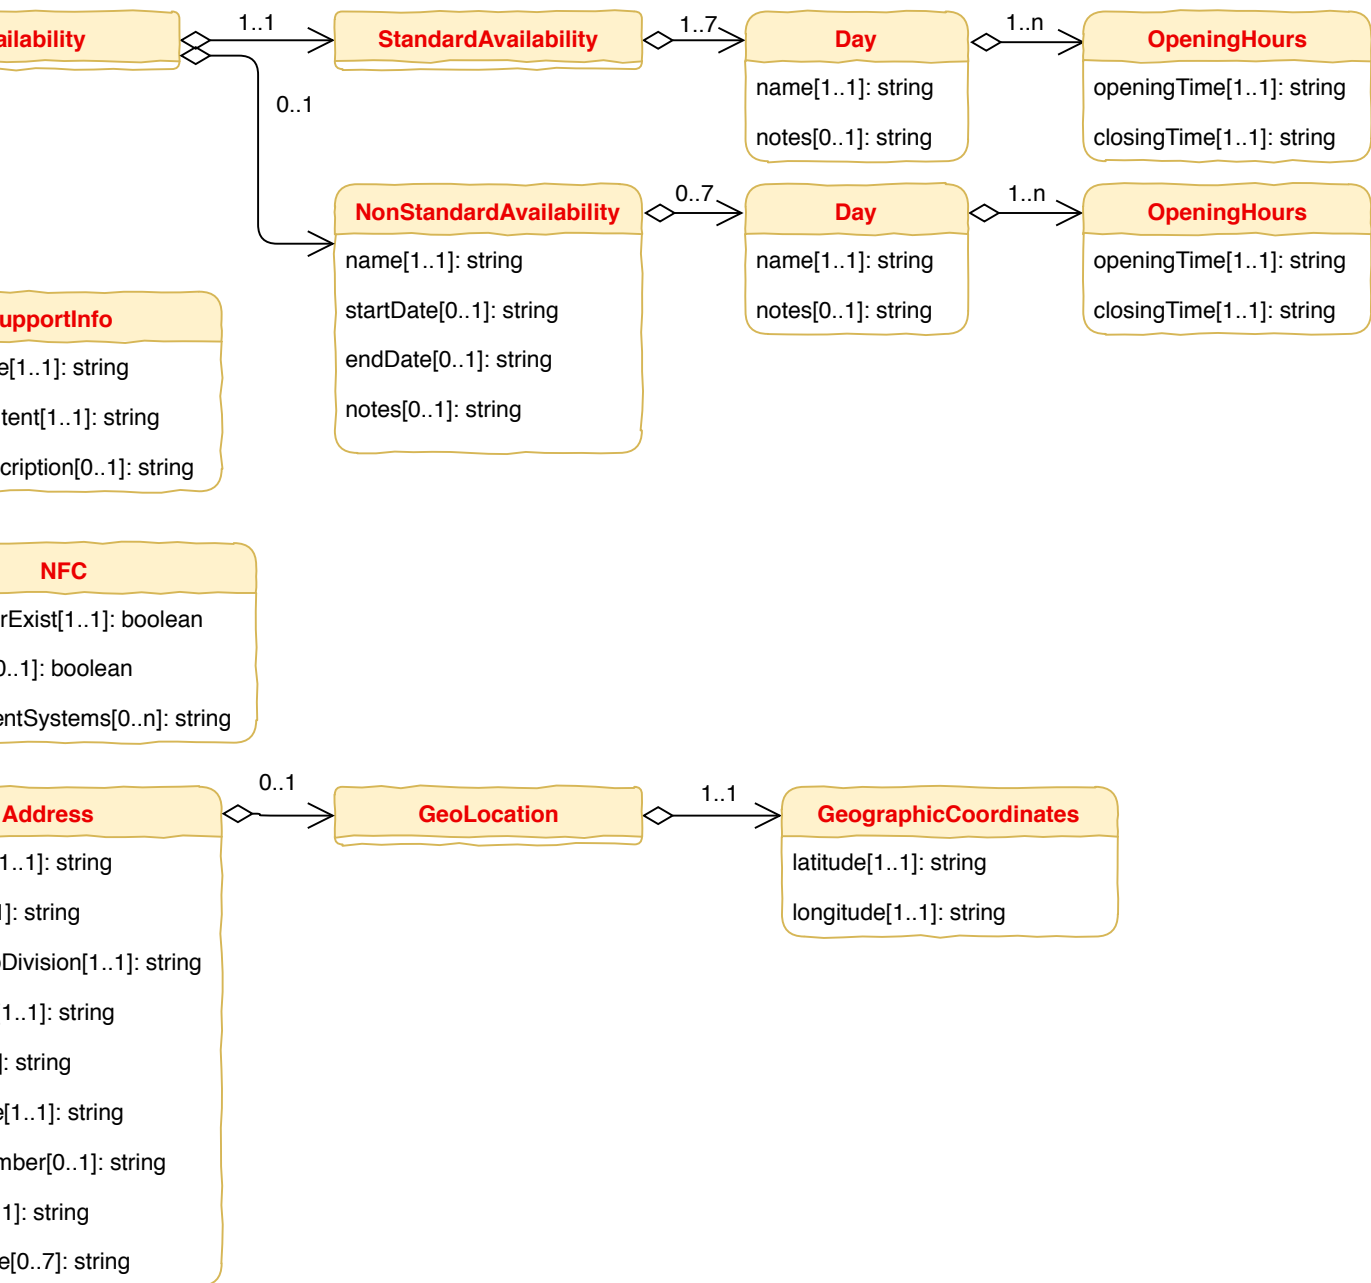 ailability
1..1
StandardAvailability
1..7
Day
1..n
OpeningHours
name[1..1]: string
openingTime[1..1]: string
notes[0..1]: string
closingTime[1..1]: string
0..1
NonStandardAvailability
0..7
Day
1..n
OpeningHours
name[1..1]: string
startDate[0..1]: string
endDate[0..1]: string
notes[0..1]: string
name[1..1]: string
openingTime[1..1]: string
notes[0..1]: string
closingTime[1..1]: string
upportInfo
e[1..1]: string
tent[1..1]: string
cription[0..1]: string
NFC
rExist[1..1]: boolean
0..1]: boolean
entSystems[0..n]: string
Address
0..1
GeoLocation
1..1
GeographicCoordinates
latitude[1..1]: string
longitude[1..1]: string
1..1]: string
1]: string
Division[1..1]: string
1..1]: string
]: string
e[1..1]: string
mber[0..1]: string
1]: string
e[0..7]: string